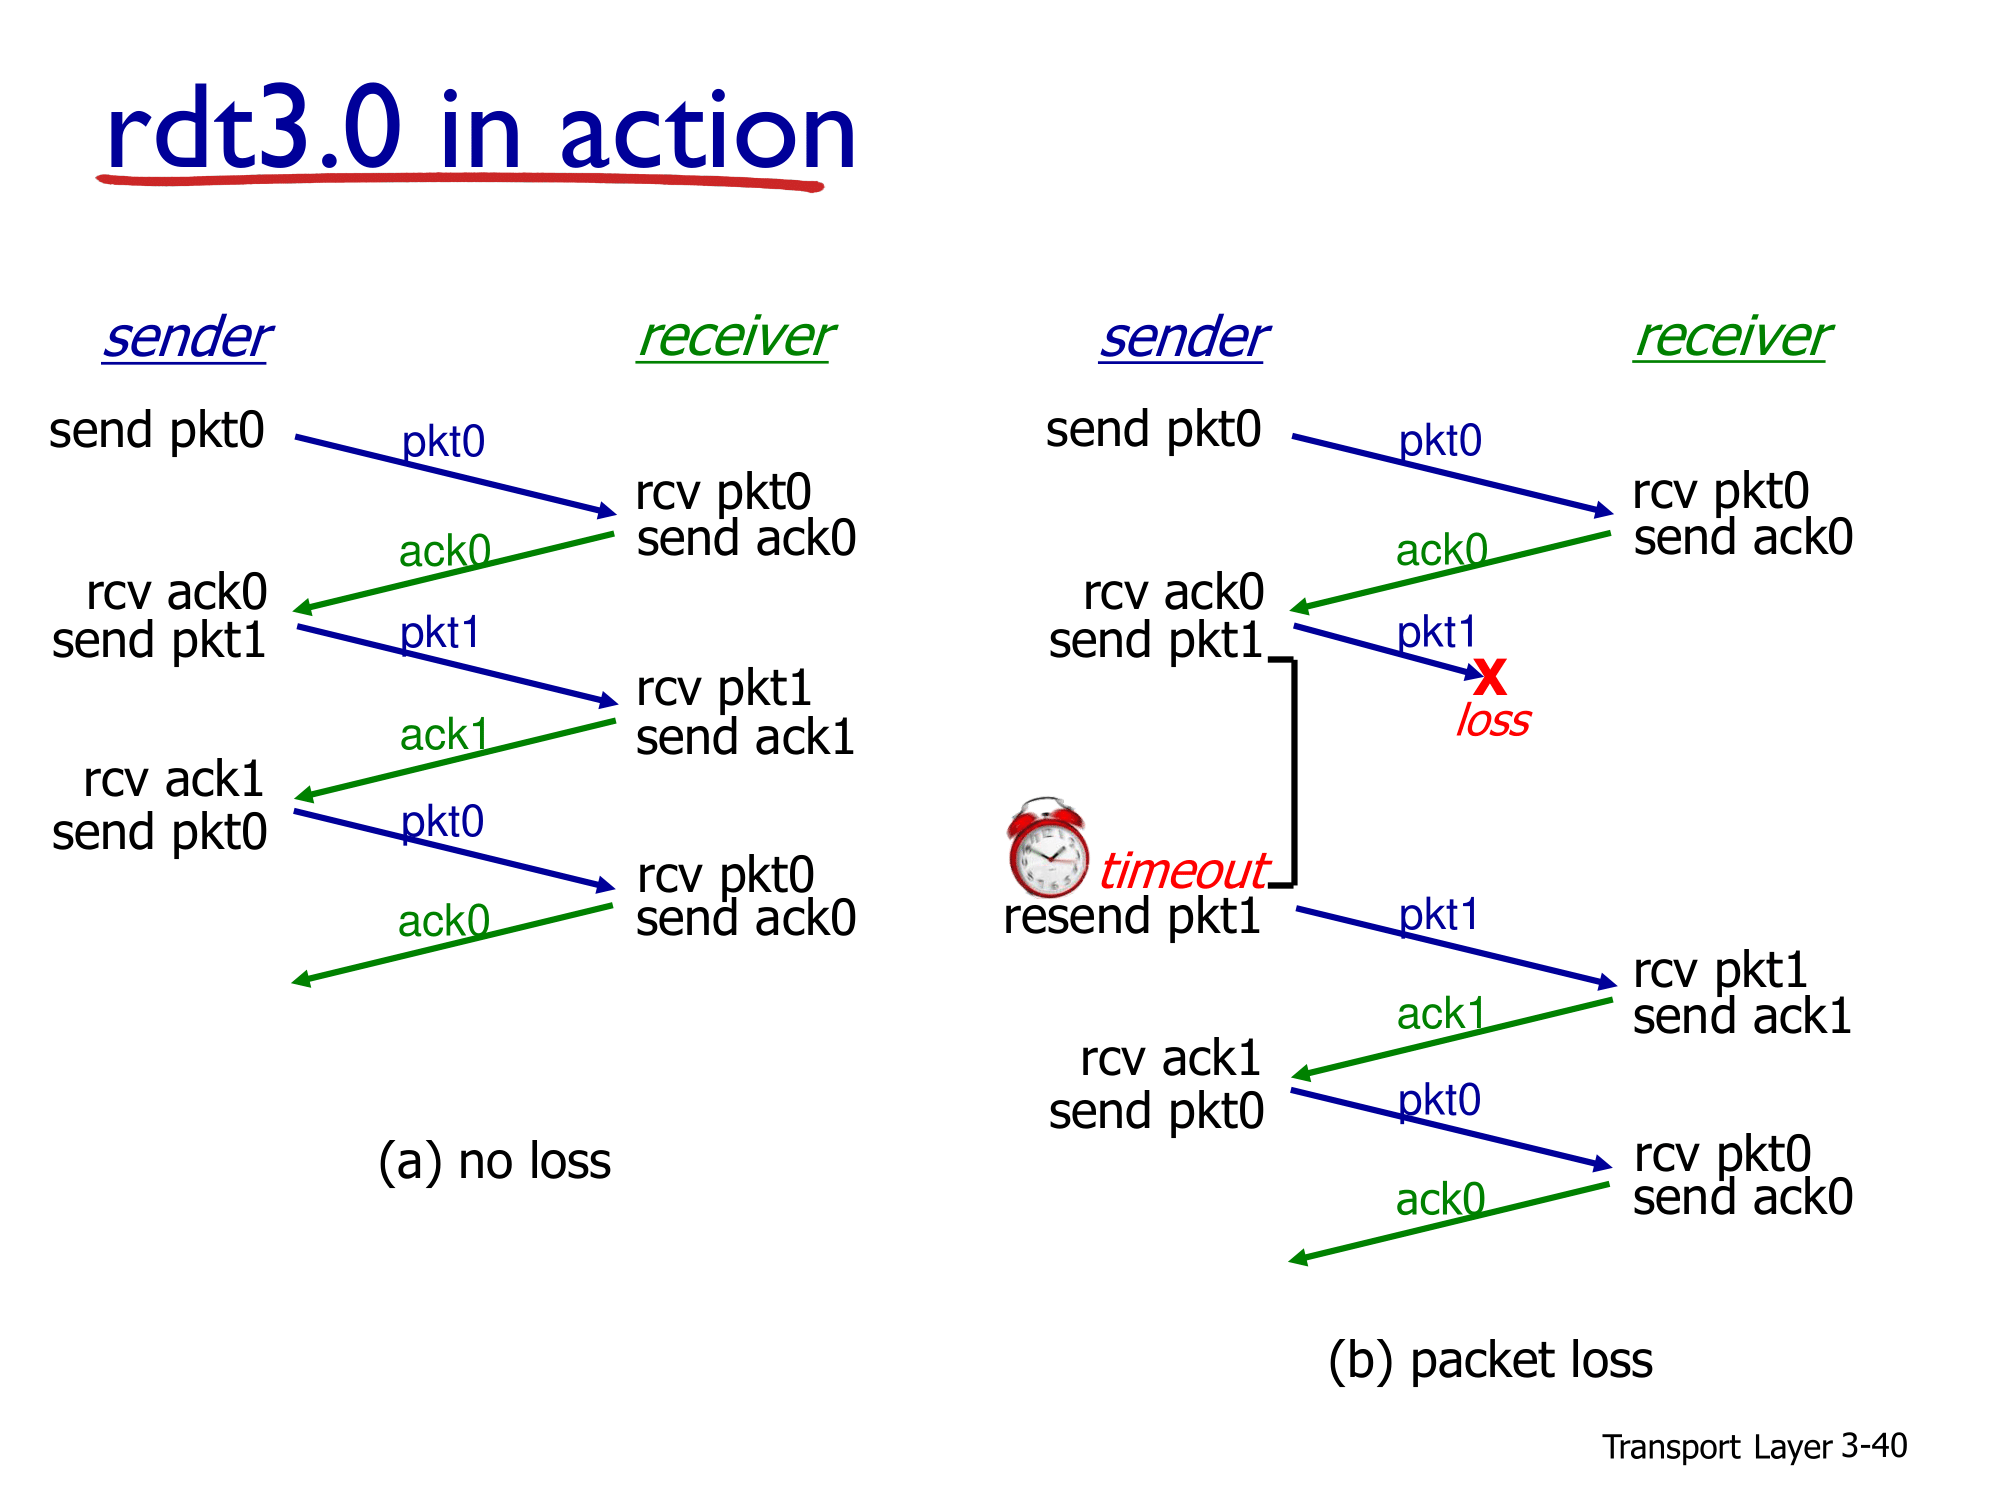 rdt3.0 in action
sender
receiver
send pkt0
pkt0
rcv pkt0
send ack0
ack0
rcv ack0
send pkt1
pkt1
rcv pkt1
send ack1
ack1
rcv ack1
send pkt0
pkt0
rcv pkt0
send ack0
ack0
(a) no loss
sender
receiver
send pkt0
pkt0
rcv pkt0
send ack0
ack0
rcv ack0
send pkt1
pkt1
X
loss
timeout
resend pkt1
pkt1
rcv pkt1
send ack1
ack1
rcv ack1
send pkt0
pkt0
rcv pkt0
send ack0
ack0
(b) packet loss
Transport Layer 3-40